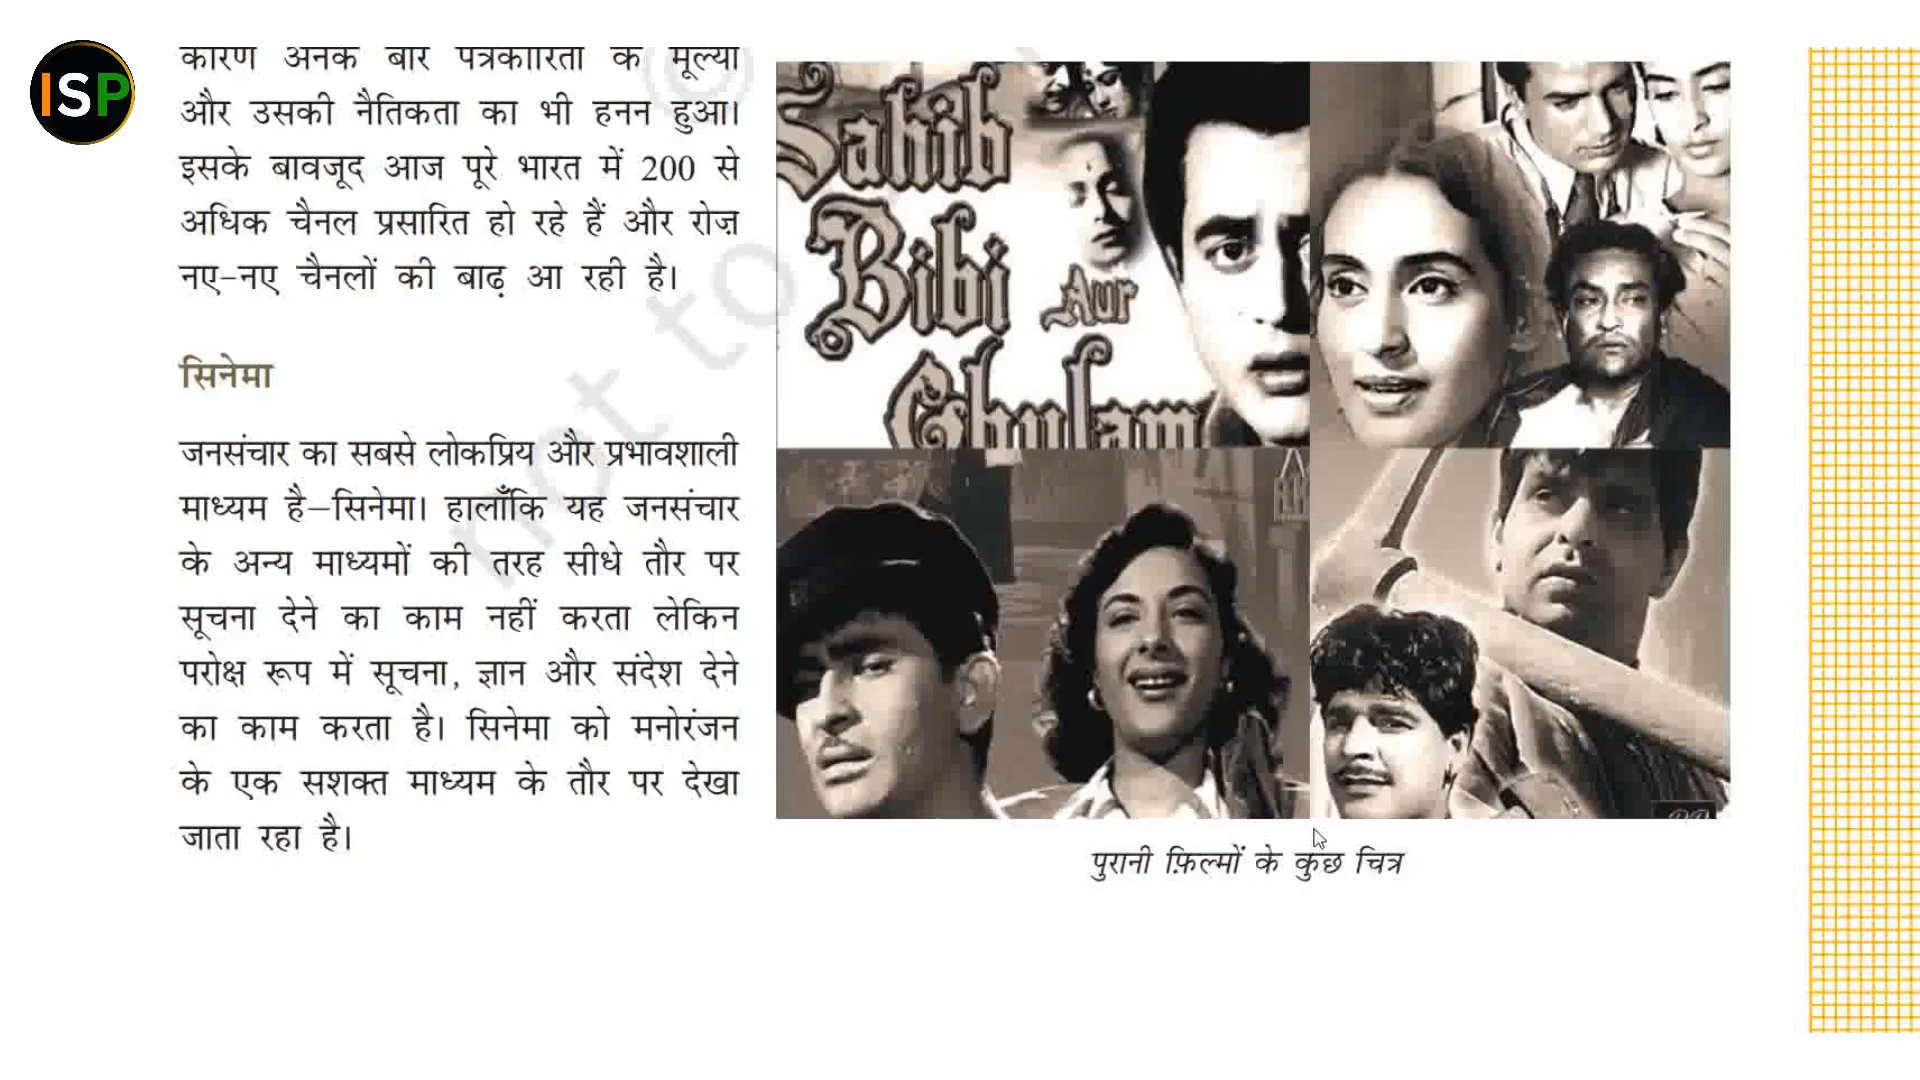 ISP
कारण अनेक बार पत्रकारिता के मूल्यों
और उसकी नैतिकता का भी हनन हुआ।
इसके बावजूद आज पूरे भारत में 200 से
अधिक चैनल प्रसारित हो रहे हैं और रोज़
नए-नए चैनलों की बाढ़ आ रही है।
सिनेमा
जनसंचार का सबसे लोकप्रिय और प्रभावशाली
माध्यम है—सिनेमा। हालाँकि यह जनसंचार
के अन्य माध्यमों की तरह सीधे तौर पर
सूचना देने का काम नहीं करता लेकिन
परोक्ष रूप में सूचना, ज्ञान और संदेश देने
का काम करता है। सिनेमा को मनोरंजन
के एक सशक्त माध्यम के तौर पर देखा
जाता रहा है।
not to
Sahib
Bibi Aur
Ghulam
पुरानी फ़िल्मों के कुछ चित्र